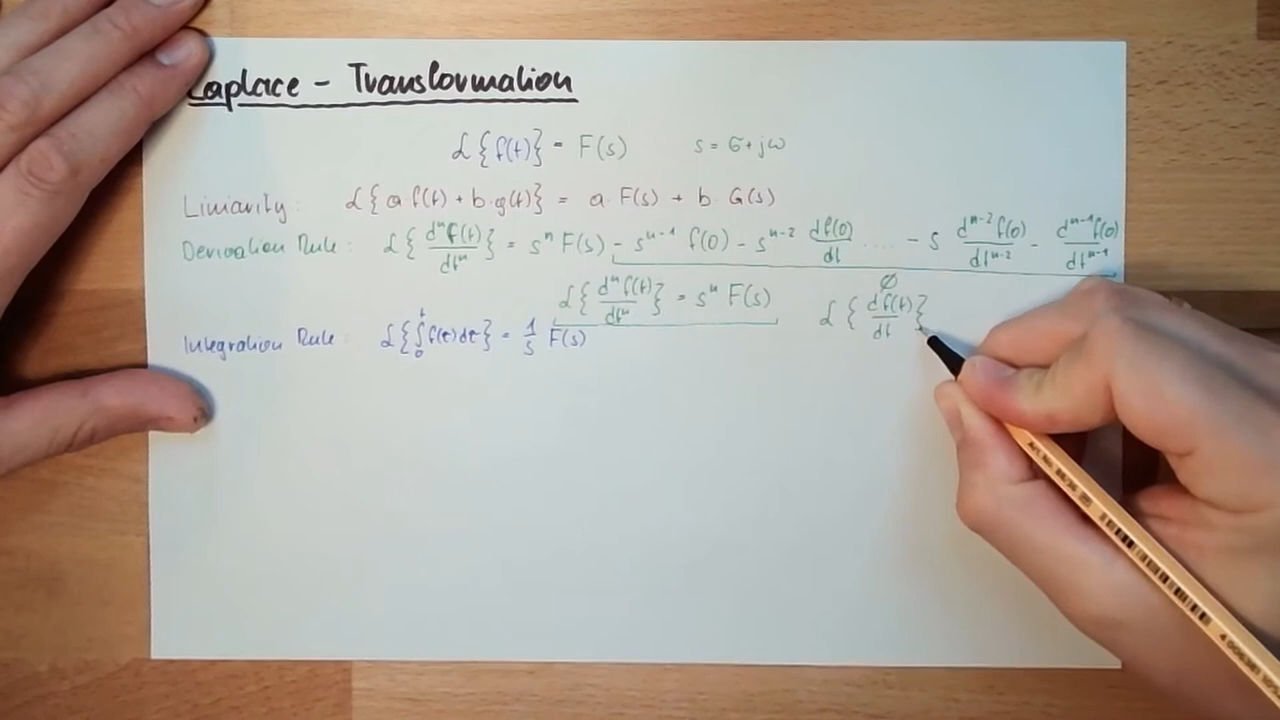 Laplace - Transformation
ℒ{f(t)} = F(s)    s = σ + jω
Liniarity:    ℒ{a f(t) + b·g(t)} = a·F(s) + b·G(s)
Derivation Rule:    ℒ{dⁿf(t)/dtⁿ} = sⁿ F(s) - sⁿ⁻¹ f(0) - sⁿ⁻² df(0)/dt .... - s dⁿ⁻²f(0)/dtⁿ⁻² - dⁿ⁻¹f(0)/dtⁿ⁻¹
∅
ℒ{dⁿf(t)/dtⁿ} = sⁿ F(s)    ℒ{df(t)/dt}
Integration Rule:    ℒ{∫₀ᵗ f(τ)dτ} = 1/s F(s)